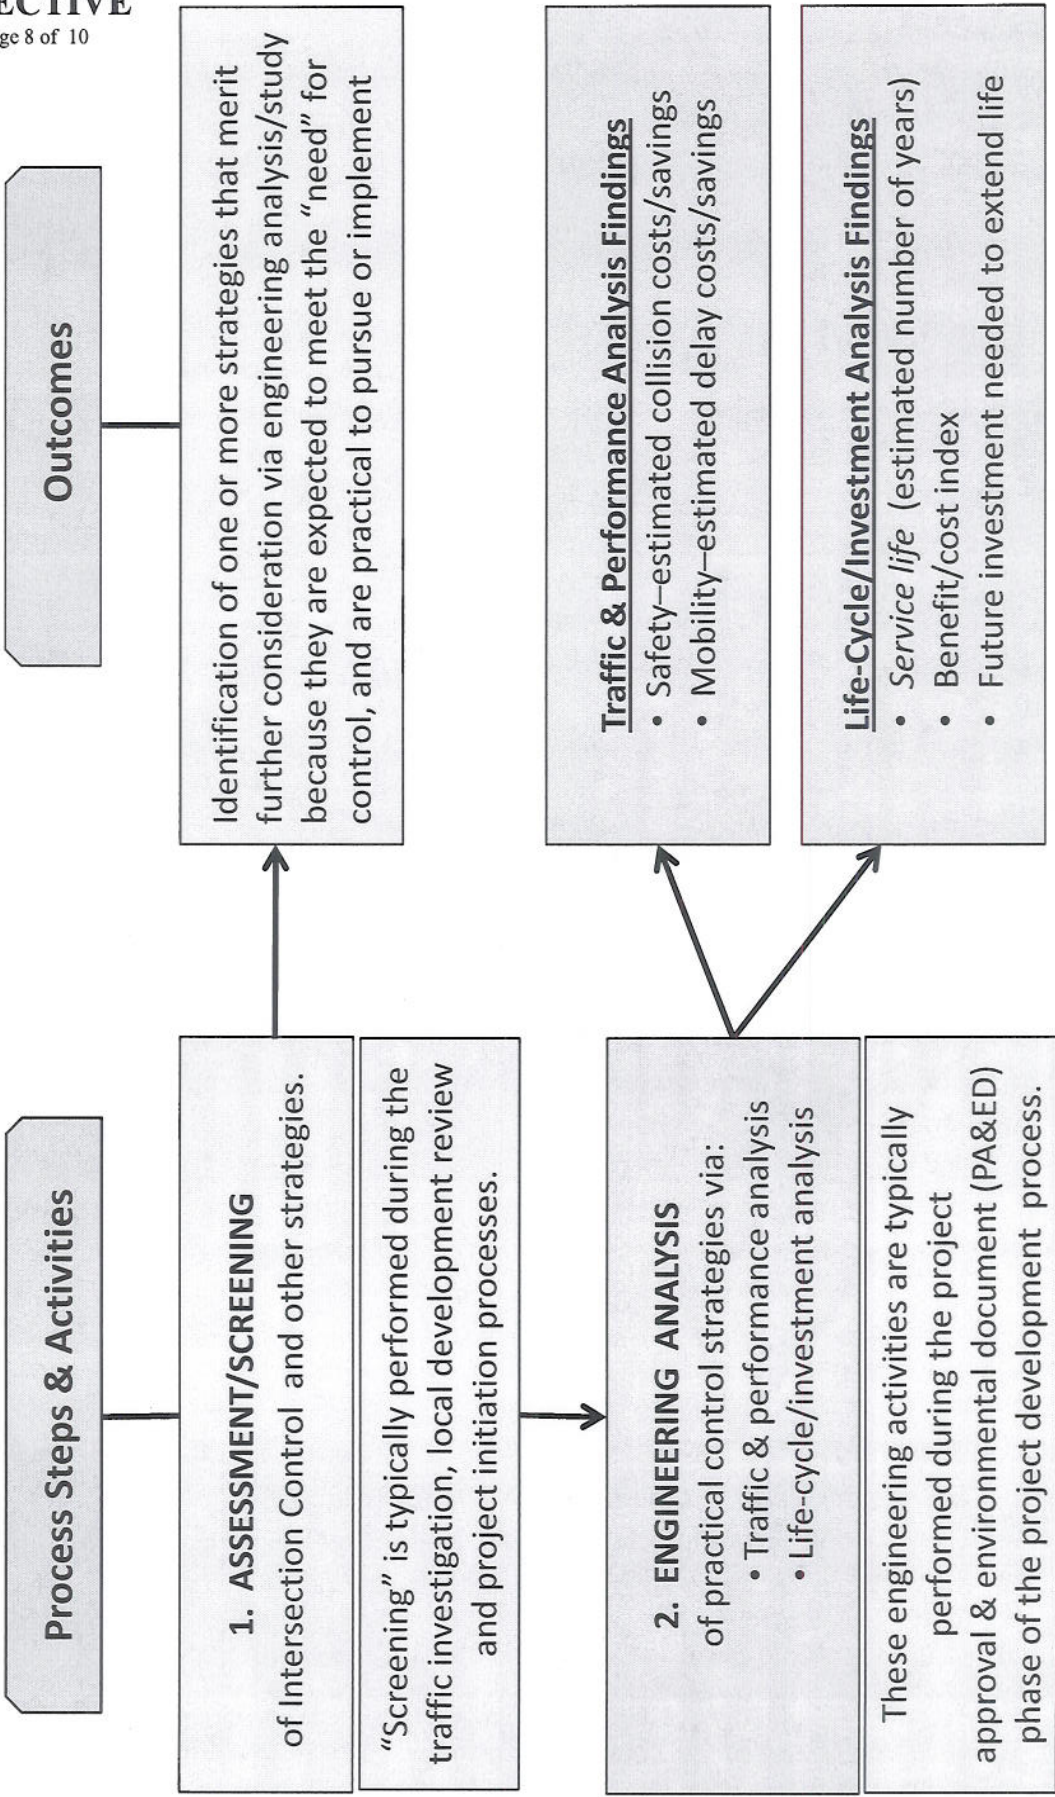 ge 8 of 10
Process Steps & Activities
1. ASSESSMENT/SCREENING
of Intersection Control and other strategies.
“Screening” is typically performed during the
traffic investigation, local development review
and project initiation processes.
2. ENGINEERING ANALYSIS
of practical control strategies via:
• Traffic & performance analysis
• Life-cycle/investment analysis
These engineering activities are typically
performed during the project
approval & environmental document (PA&ED)
phase of the project development process.
Outcomes
Identification of one or more strategies that merit
further consideration via engineering analysis/study
because they are expected to meet the “need” for
control, and are practical to pursue or implement
Traffic & Performance Analysis Findings
• Safety–estimated collision costs/savings
• Mobility–estimated delay costs/savings
Life-Cycle/Investment Analysis Findings
• Service life (estimated number of years)
• Benefit/cost index
• Future investment needed to extend life